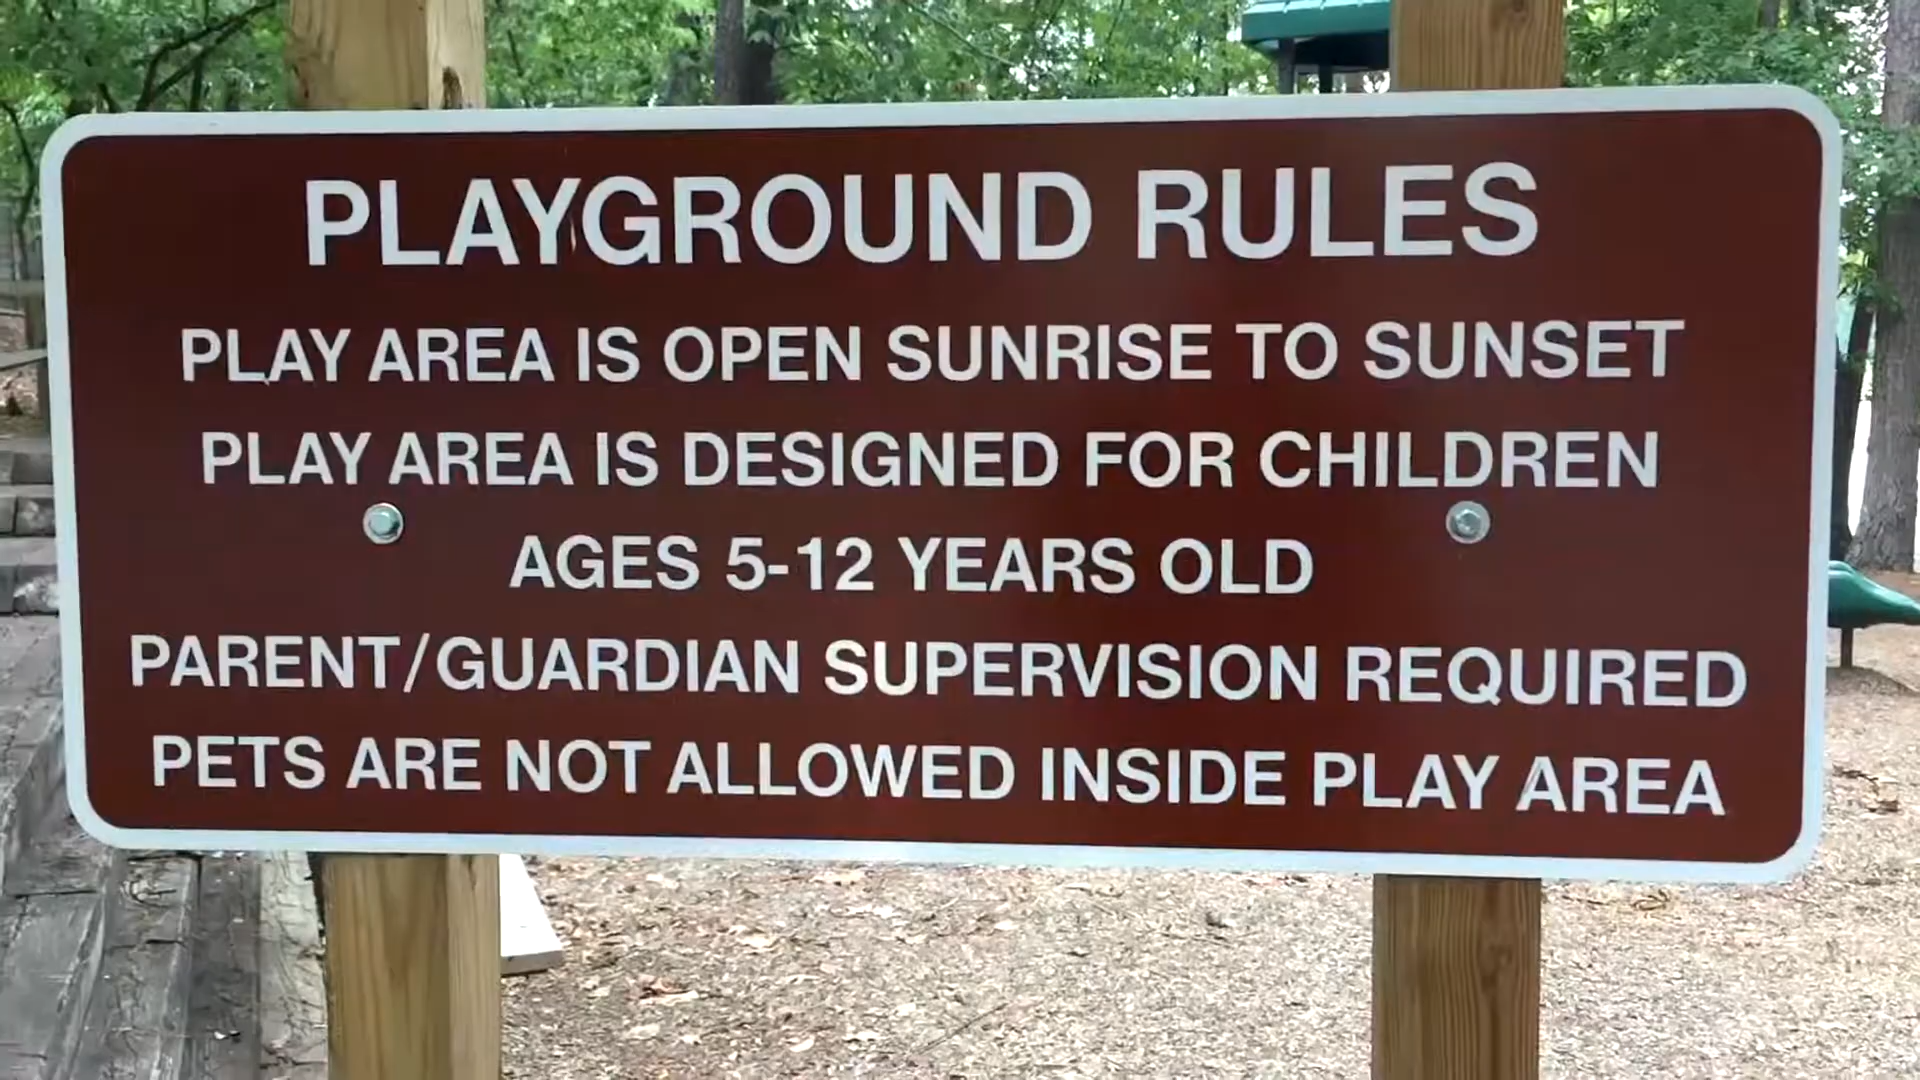 PLAYGROUND RULES
PLAY AREA IS OPEN SUNRISE TO SUNSET
PLAY AREA IS DESIGNED FOR CHILDREN
AGES 5-12 YEARS OLD
PARENT/GUARDIAN SUPERVISION REQUIRED
PETS ARE NOT ALLOWED INSIDE PLAY AREA